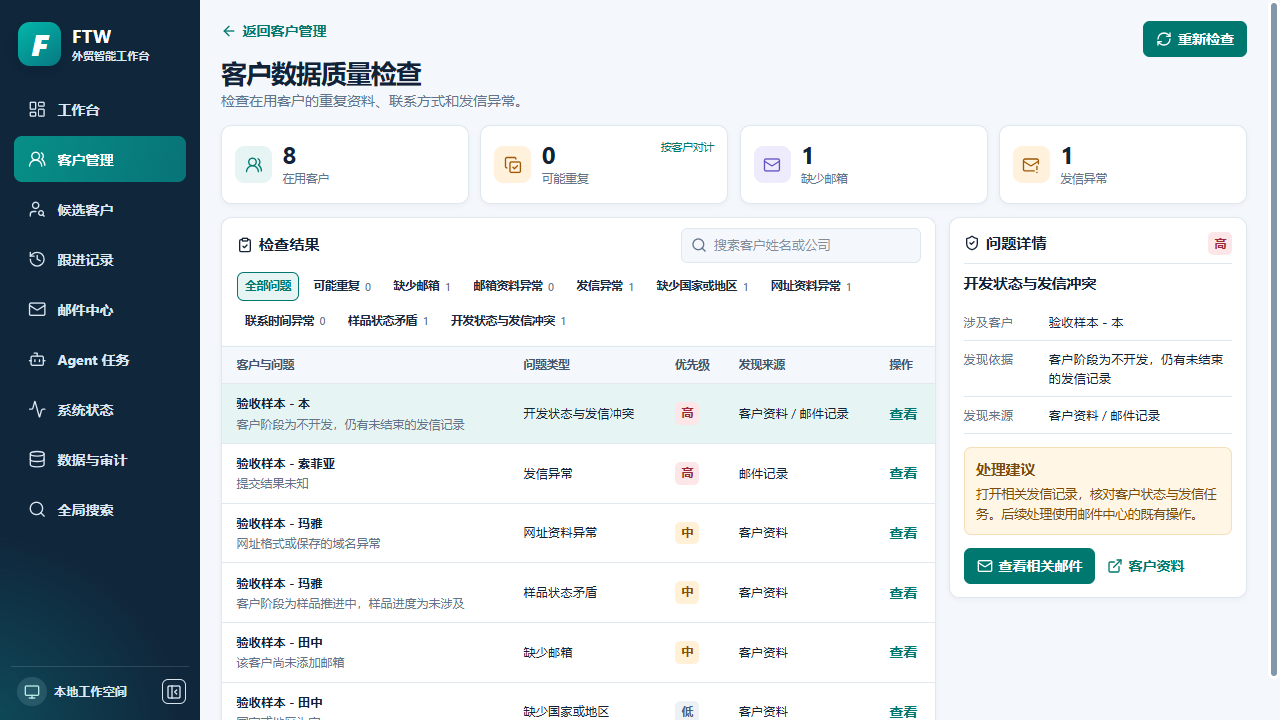 F
FTW
外贸智能工作台
工作台
客户管理
候选客户
跟进记录
邮件中心
Agent 任务
系统状态
数据与审计
全局搜索
本地工作空间
返回客户管理
重新检查
客户数据质量检查
检查在用客户的重复资料、联系方式和发信异常。
8
在用客户
0
可能重复
按客户对计
1
缺少邮箱
1
发信异常
检查结果
搜索客户姓名或公司
全部问题 可能重复 0 缺少邮箱 1 邮箱资料异常 0 发信异常 1 缺少国家或地区 1 网址资料异常 1
联系时间异常 0 样品状态矛盾 1 开发状态与发信冲突 1
客户与问题 问题类型 优先级 发现来源 操作
验收样本 - 本
客户阶段为不开发，仍有未结束的发信记录
开发状态与发信冲突 高 客户资料 / 邮件记录 查看
验收样本 - 索菲亚
提交结果未知
发信异常 高 邮件记录 查看
验收样本 - 玛雅
网址格式或保存的域名异常
网址资料异常 中 客户资料 查看
验收样本 - 玛雅
客户阶段为样品推进中，样品进度为未涉及
样品状态矛盾 中 客户资料 查看
验收样本 - 田中
该客户尚未添加邮箱
缺少邮箱 中 客户资料 查看
验收样本 - 田中
缺少国家或地区 低 客户资料 查看
问题详情 高
开发状态与发信冲突
涉及客户 验收样本 - 本
发现依据 客户阶段为不开发，仍有未结束
的发信记录
发现来源 客户资料 / 邮件记录
处理建议
打开相关发信记录，核对客户状态与发信任
务。后续处理使用邮件中心的既有操作。
查看相关邮件 客户资料